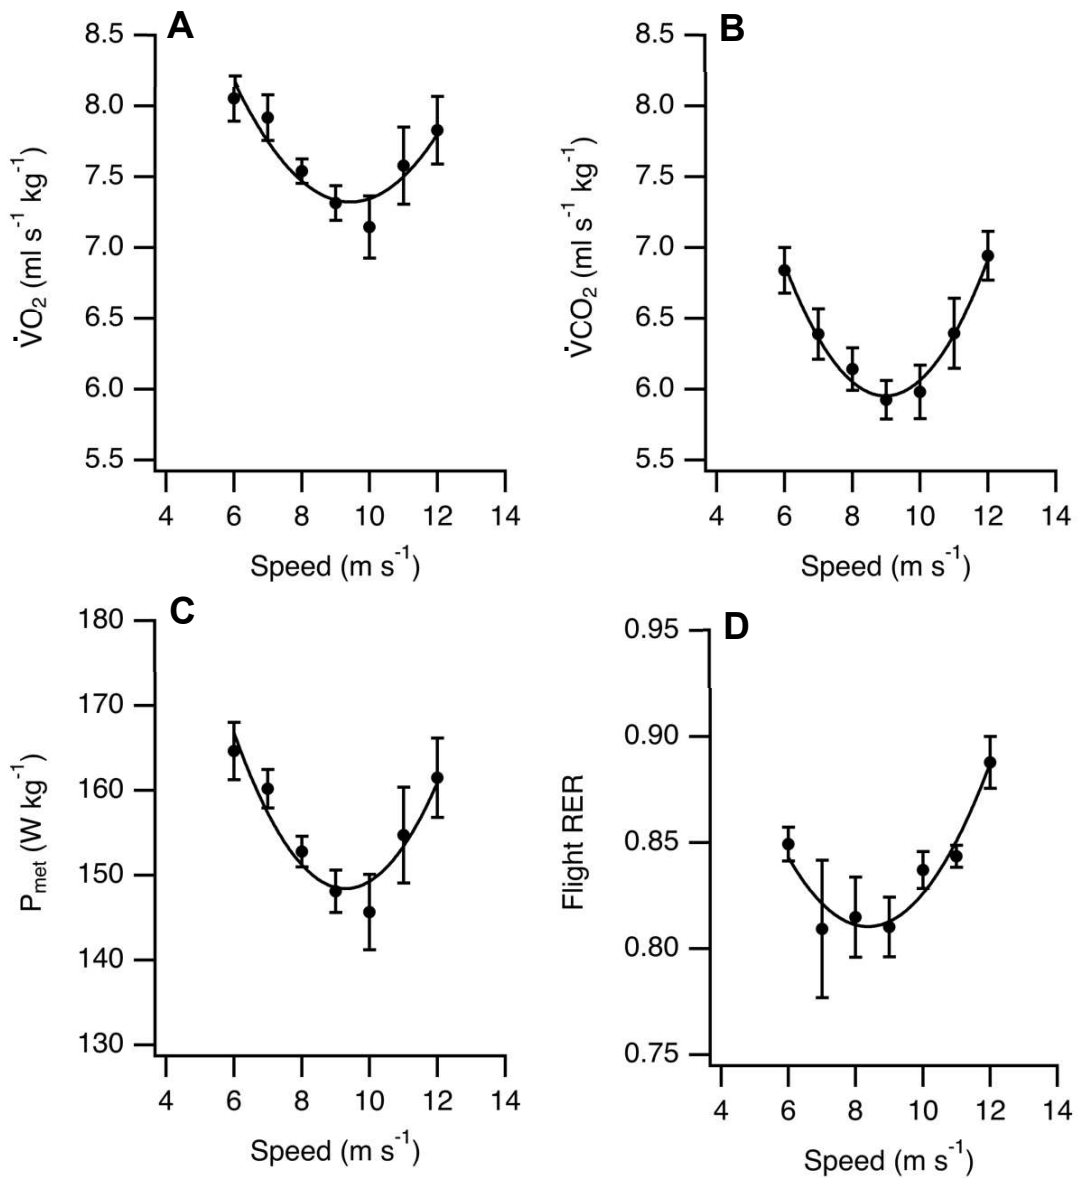 A
8.5
8.0
7.5
7.0
6.5
6.0
5.5
V̇O2 (ml s-1 kg-1)
4 6 8 10 12 14
Speed (m s-1)
B
8.5
8.0
7.5
7.0
6.5
6.0
5.5
V̇CO2 (ml s-1 kg-1)
4 6 8 10 12 14
Speed (m s-1)
C
180
170
160
150
140
130
Pmet (W kg-1)
4 6 8 10 12 14
Speed (m s-1)
D
0.95
0.90
0.85
0.80
0.75
Flight RER
4 6 8 10 12 14
Speed (m s-1)